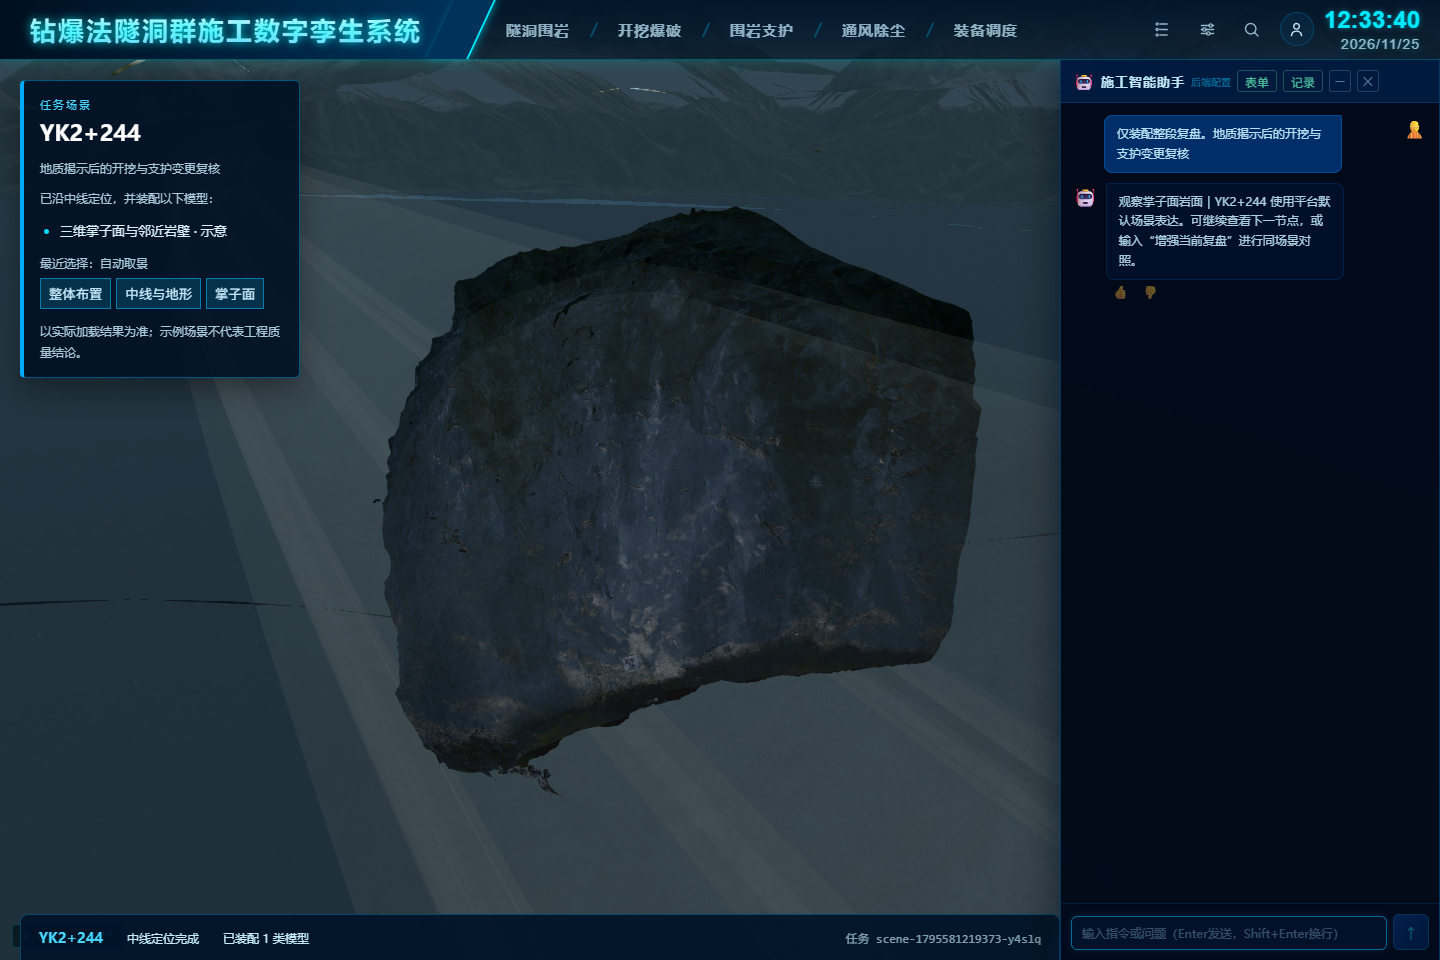 钻爆法隧洞群施工数字孪生系统
隧洞围岩 / 开挖爆破 / 围岩支护 / 通风除尘 / 装备调度
12:33:40
2026/11/25
任务场景
YK2+244
地质揭示后的开挖与支护变更复核
已沿中线定位，并装配以下模型：
三维掌子面与邻近岩壁 · 示意
最近选择：自动取景
整体布置 中线与地形 掌子面
以实际加载结果为准；示例场景不代表工程质
量结论。
施工智能助手 后端配置 表单 记录
仅装配整段复盘。地质揭示后的开挖与
支护变更复核
观察掌子面岩面 | YK2+244 使用平台默
认场景表达。可继续查看下一节点，或
输入“增强当前复盘”进行同场景对
照。
YK2+244 中线定位完成 已装配 1 类模型
任务 scene-1795581219373-y4slq
输入指令或问题（Enter发送，Shift+Enter换行）